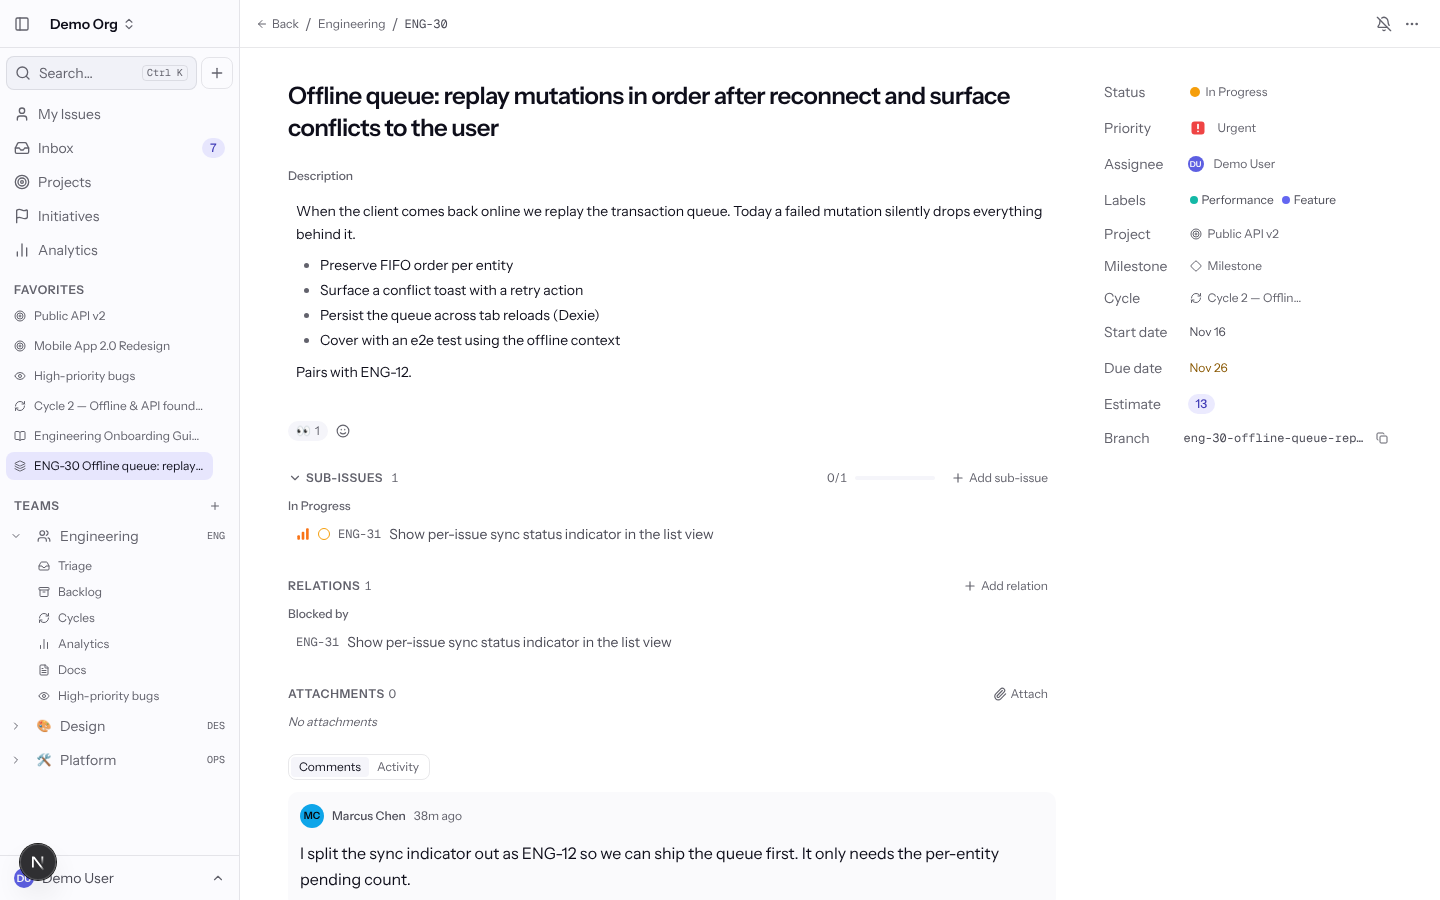 Demo Org
Search...
Ctrl K
My Issues
Inbox
7
Projects
Initiatives
Analytics
FAVORITES
Public API v2
Mobile App 2.0 Redesign
High-priority bugs
Cycle 2 — Offline & API found...
Engineering Onboarding Gui...
ENG-30 Offline queue: replay...
TEAMS
Engineering
ENG
Triage
Backlog
Cycles
Analytics
Docs
High-priority bugs
Design
DES
Platform
OPS
N
Demo User
Back / Engineering / ENG-30
Offline queue: replay mutations in order after reconnect and surface
conflicts to the user
Description
When the client comes back online we replay the transaction queue. Today a failed mutation silently drops everything
behind it.
Preserve FIFO order per entity
Surface a conflict toast with a retry action
Persist the queue across tab reloads (Dexie)
Cover with an e2e test using the offline context
Pairs with ENG-12.
1
SUB-ISSUES 1
0/1
Add sub-issue
In Progress
ENG-31 Show per-issue sync status indicator in the list view
RELATIONS 1
Add relation
Blocked by
ENG-31 Show per-issue sync status indicator in the list view
ATTACHMENTS 0
Attach
No attachments
Comments
Activity
MC
Marcus Chen 38m ago
I split the sync indicator out as ENG-12 so we can ship the queue first. It only needs the per-entity
pending count.
Status
In Progress
Priority
Urgent
Assignee
DU Demo User
Labels
Performance Feature
Project
Public API v2
Milestone
Milestone
Cycle
Cycle 2 — Offlin...
Start date
Nov 16
Due date
Nov 26
Estimate
13
Branch
eng-30-offline-queue-rep...